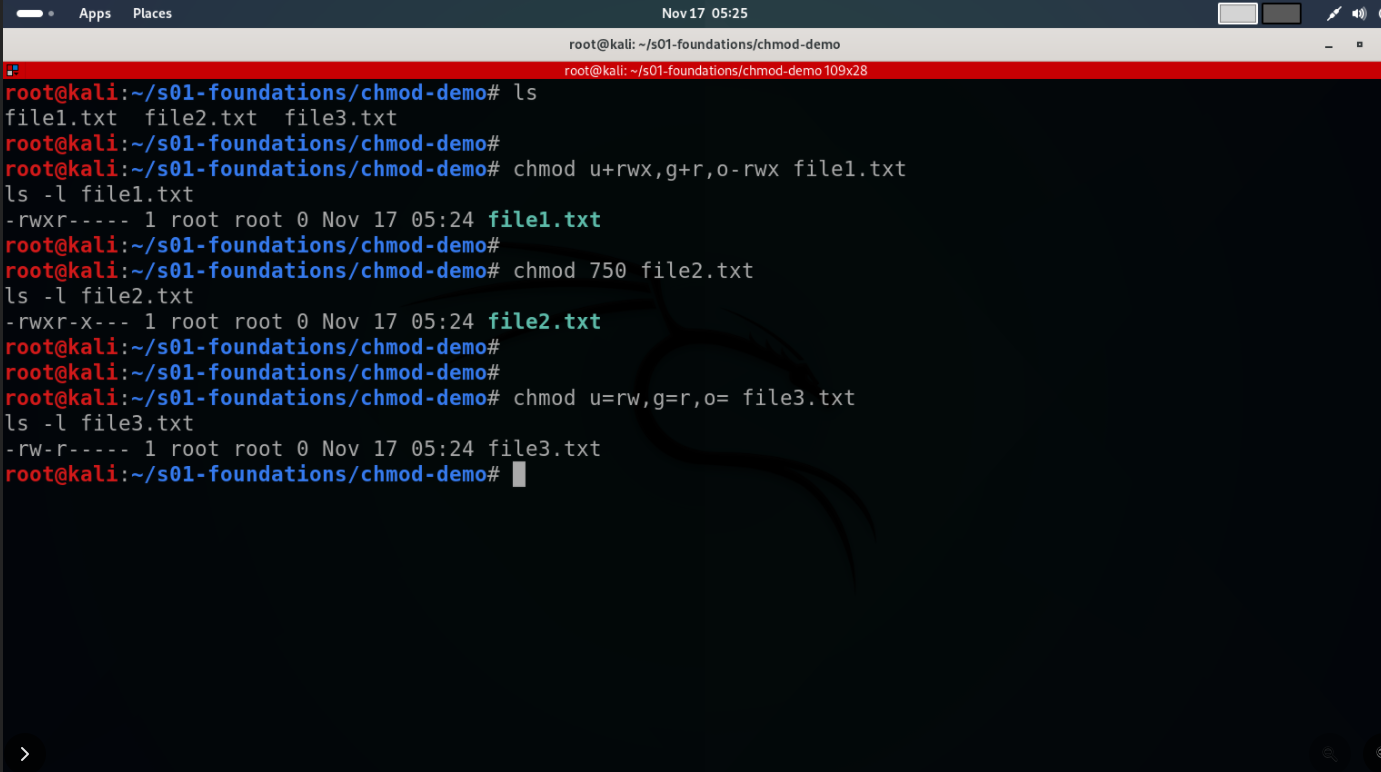 Apps Places Nov 17 05:25
root@kali: ~/s01-foundations/chmod-demo
root@kali: ~/s01-foundations/chmod-demo 109x28
root@kali:~/s01-foundations/chmod-demo# ls
file1.txt  file2.txt  file3.txt
root@kali:~/s01-foundations/chmod-demo#
root@kali:~/s01-foundations/chmod-demo# chmod u+rwx,g+r,o-rwx file1.txt
ls -l file1.txt
-rwxr----- 1 root root 0 Nov 17 05:24 file1.txt
root@kali:~/s01-foundations/chmod-demo#
root@kali:~/s01-foundations/chmod-demo# chmod 750 file2.txt
ls -l file2.txt
-rwxr-x--- 1 root root 0 Nov 17 05:24 file2.txt
root@kali:~/s01-foundations/chmod-demo#
root@kali:~/s01-foundations/chmod-demo#
root@kali:~/s01-foundations/chmod-demo# chmod u=rw,g=r,o= file3.txt
ls -l file3.txt
-rw-r----- 1 root root 0 Nov 17 05:24 file3.txt
root@kali:~/s01-foundations/chmod-demo#